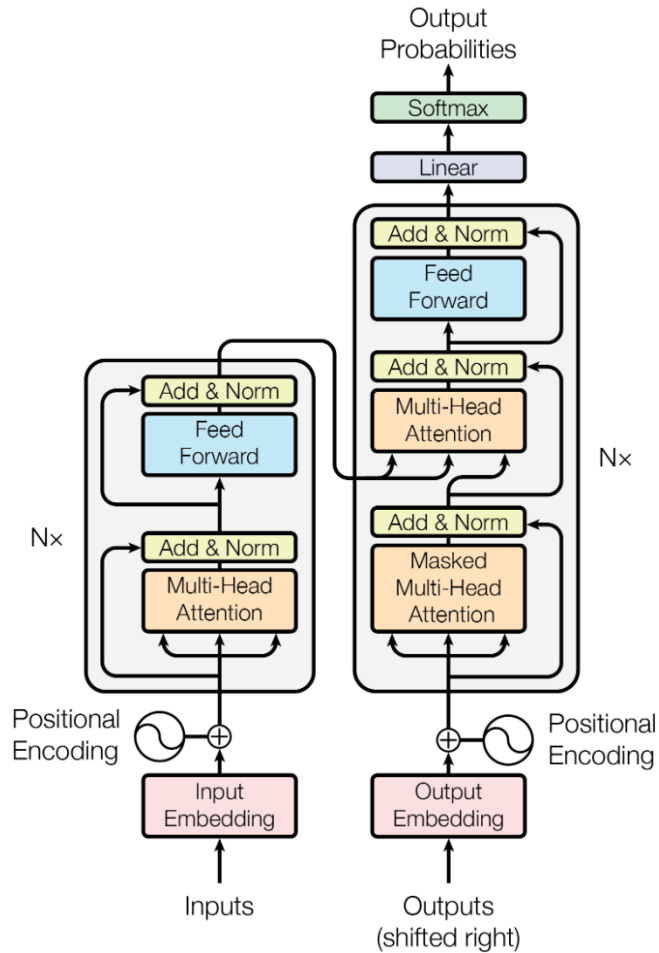 Output
Probabilities
Softmax
Linear
Add & Norm
Feed
Forward
Add & Norm
Multi-Head
Attention
Add & Norm
Masked
Multi-Head
Attention
N×
Add & Norm
Feed
Forward
N×
Add & Norm
Multi-Head
Attention
Positional
Encoding
Positional
Encoding
Input
Embedding
Output
Embedding
Inputs
Outputs
(shifted right)